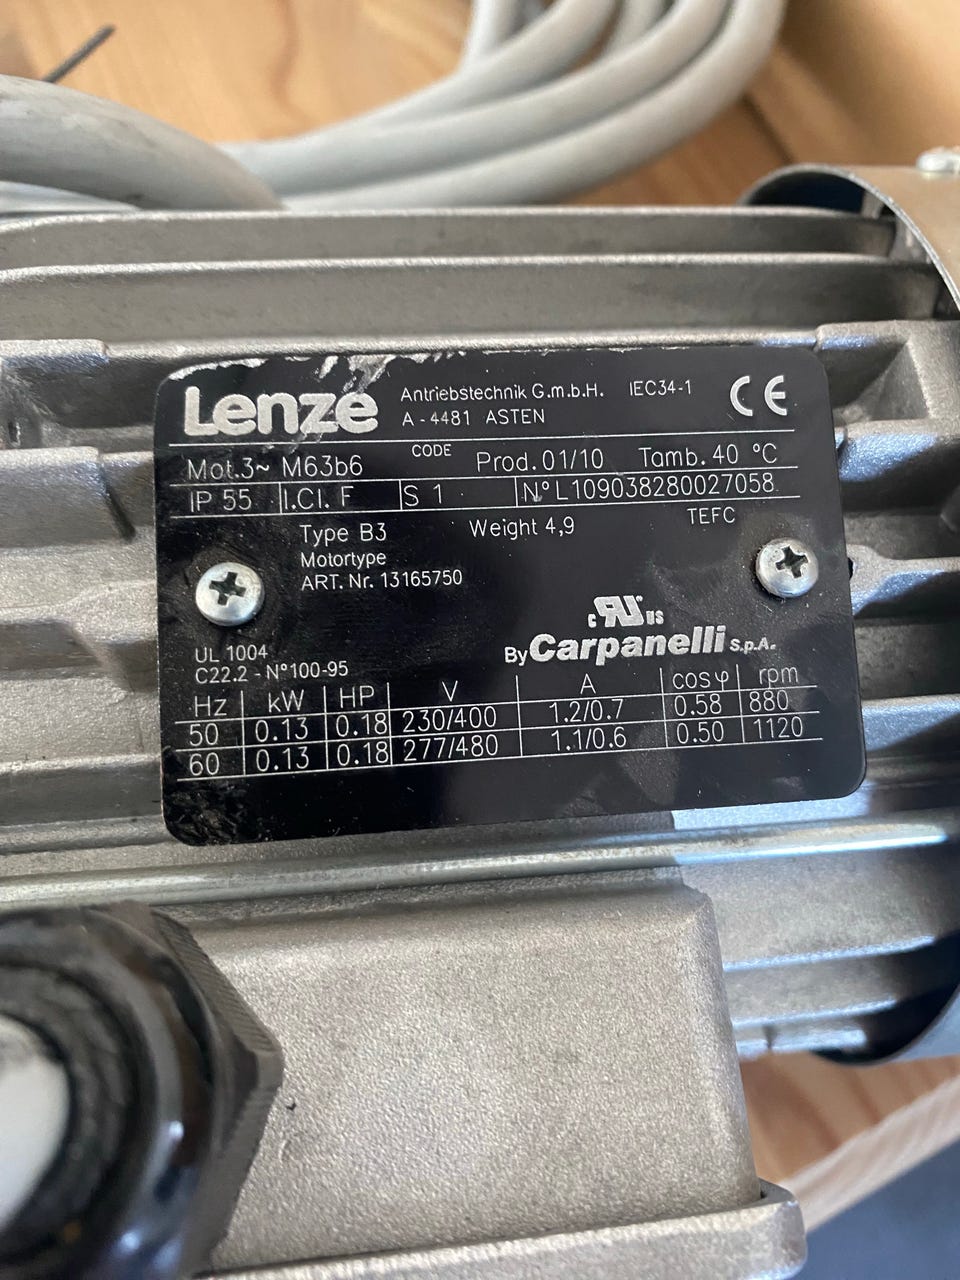 Lenze Antriebstechnik G.m.b.H. IEC34-1 CE
A - 4481 ASTEN
Mot.3~ M63b6 CODE Prod. 01/10 Tamb. 40 °C
IP 55 I.Cl. F S 1 N° L109038280027058
Type B3 Weight 4,9 TEFC
Motortype
ART. Nr. 13165750
c RU US
UL 1004 By Carpanelli S.p.A.
C22.2 - N° 100-95
Hz kW HP V A cos φ rpm
50 0.13 0.18 230/400 1.2/0.7 0.58 880
60 0.13 0.18 277/480 1.1/0.6 0.50 1120